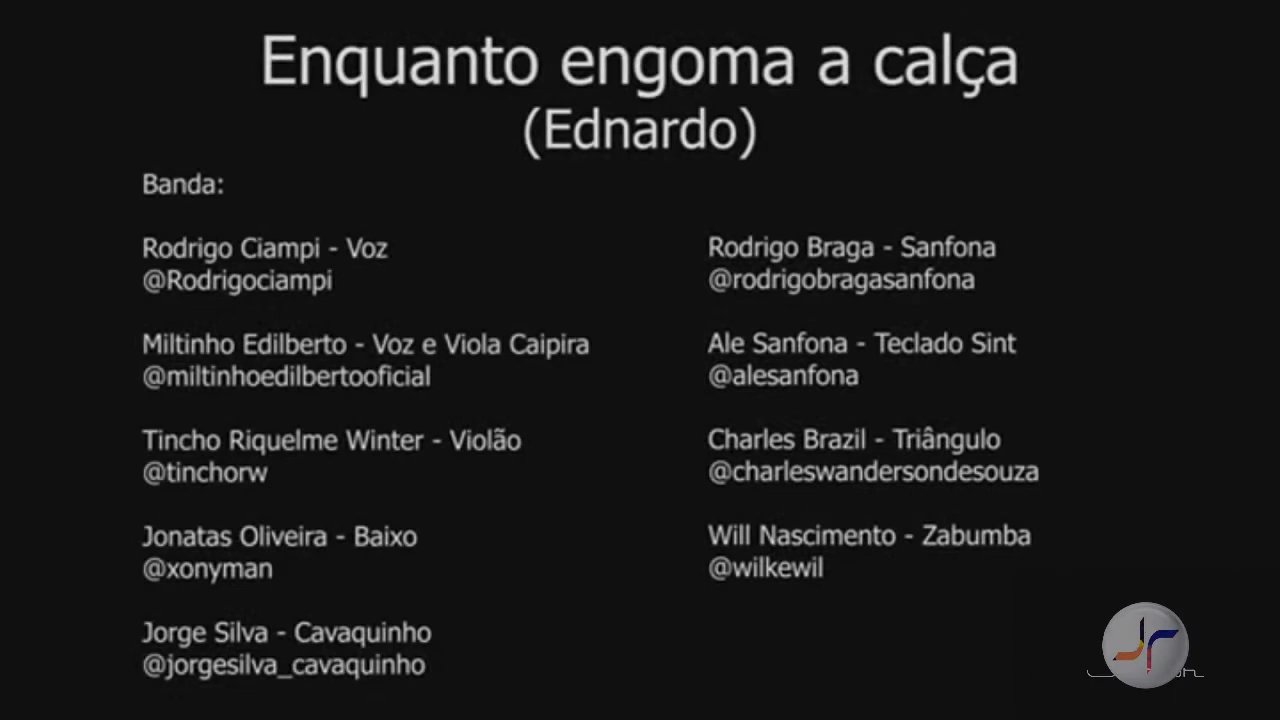 Enquanto engoma a calça
(Ednardo)
Banda:
Rodrigo Ciampi - Voz
@Rodrigociampi
Miltinho Edilberto - Voz e Viola Caipira
@miltinhoedilbertooficial
Tincho Riquelme Winter - Violão
@tinchorw
Jonatas Oliveira - Baixo
@xonyman
Jorge Silva - Cavaquinho
@jorgesilva_cavaquinho
Rodrigo Braga - Sanfona
@rodrigobragasanfona
Ale Sanfona - Teclado Sint
@alesanfona
Charles Brazil - Triângulo
@charleswandersondesouza
Will Nascimento - Zabumba
@wilkewil